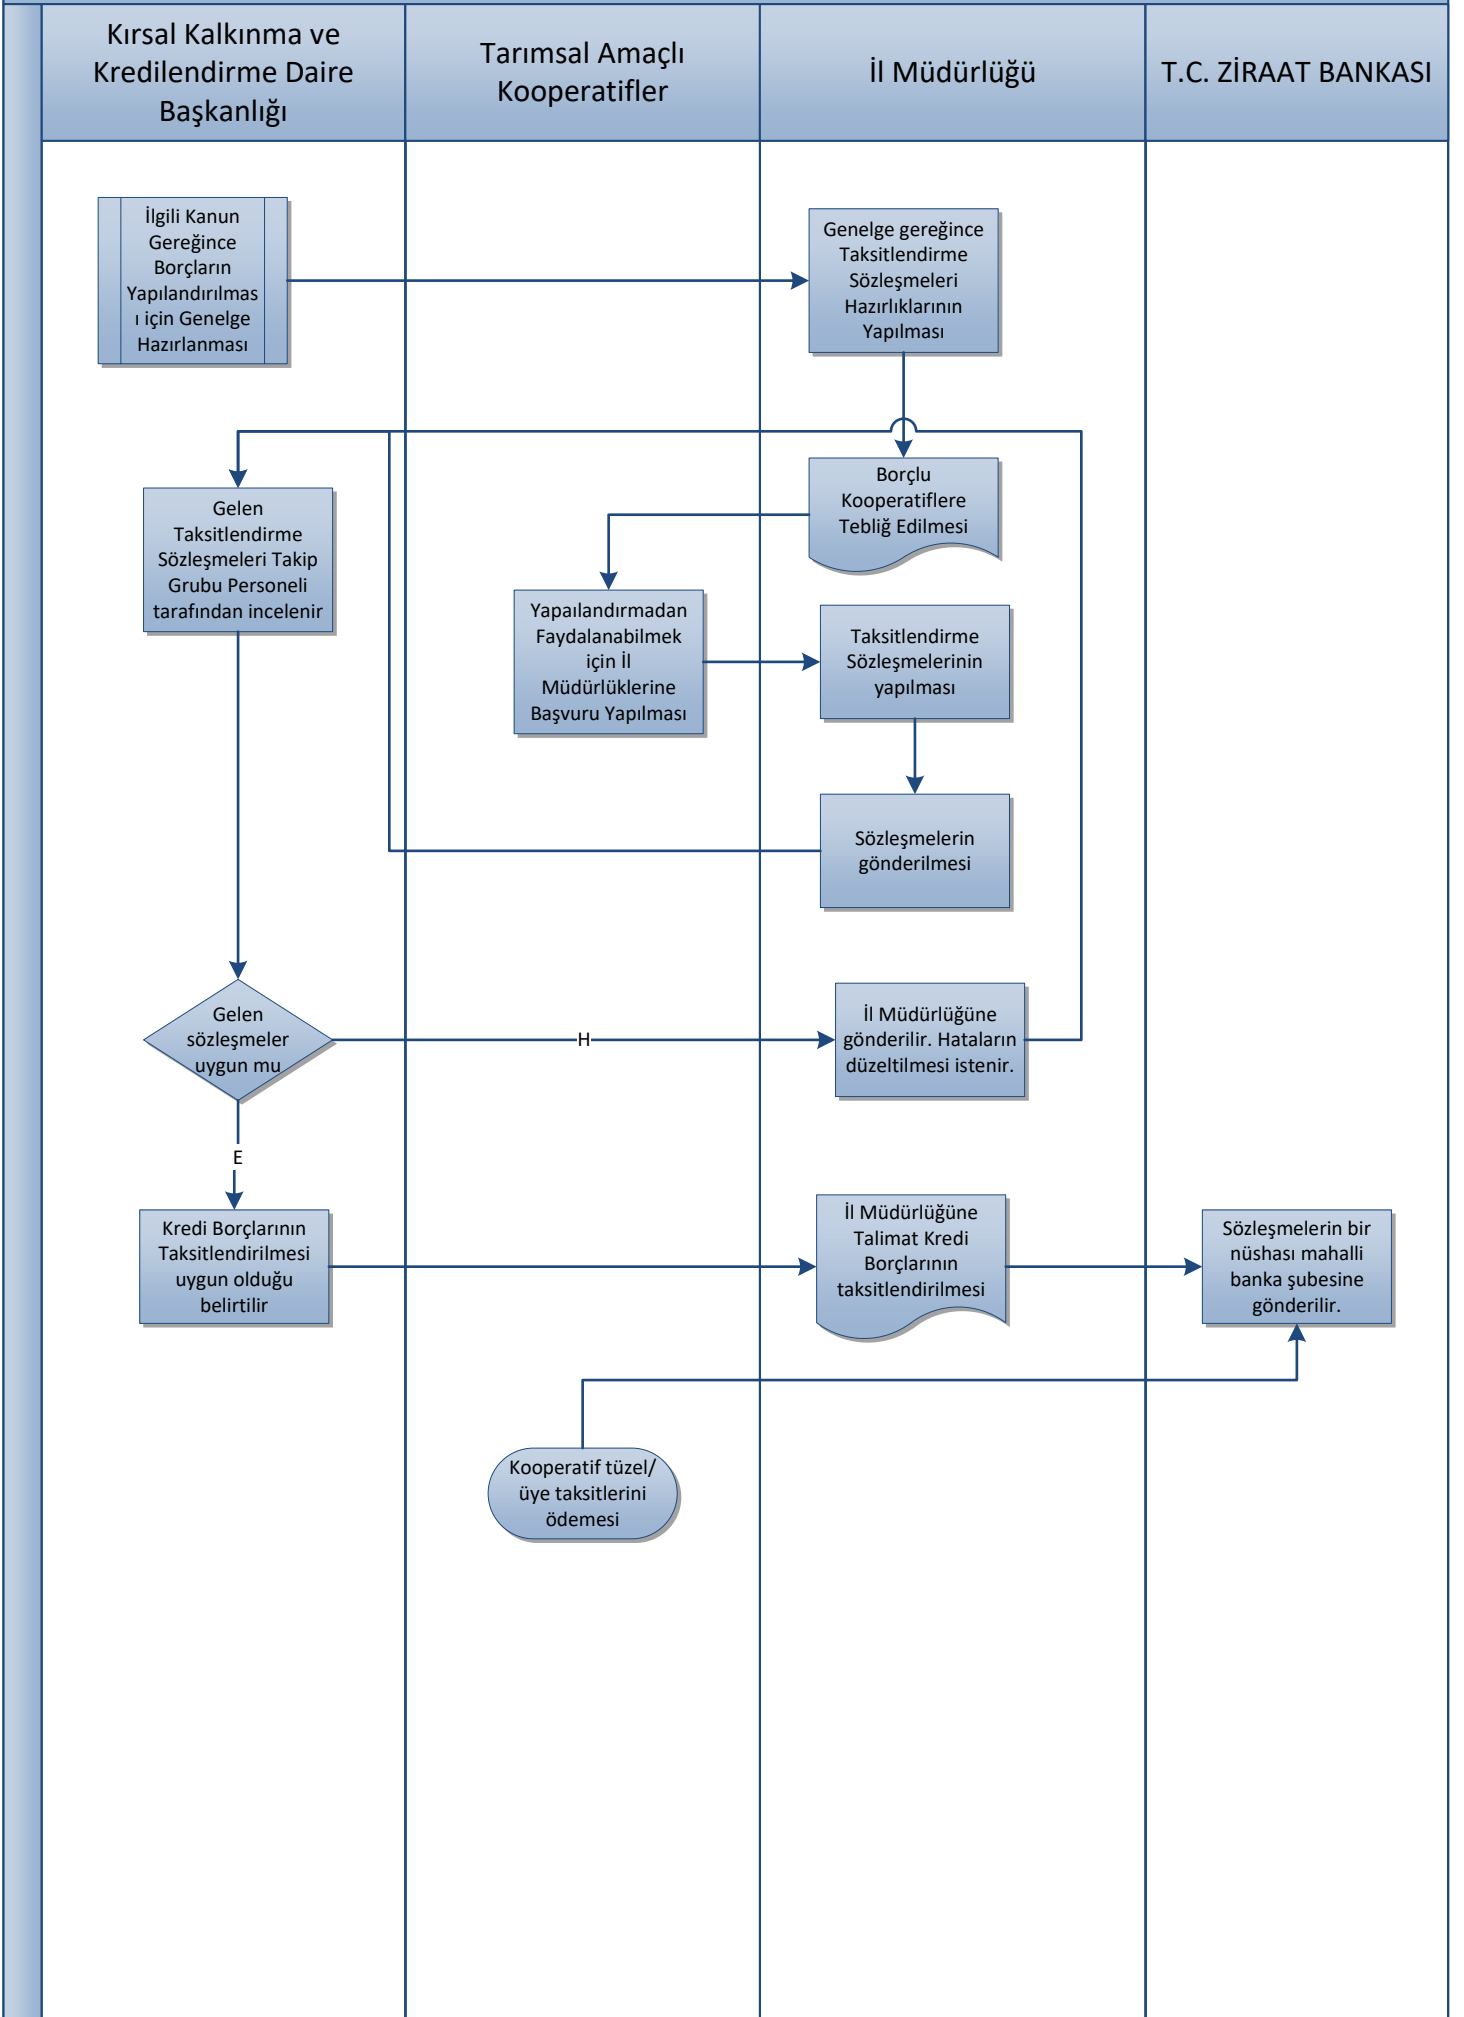 Kırsal Kalkınma ve
Kredilendirme Daire
Başkanlığı
Tarımsal Amaçlı
Kooperatifler
İl Müdürlüğü
T.C. ZİRAAT BANKASI
İlgili Kanun
Gereğince
Borçların
Yapılandırılmas
ı için Genelge
Hazırlanması
Genelge gereğince
Taksitlendirme
Sözleşmeleri
Hazırlıklarının
Yapılması
Borçlu
Kooperatiflere
Tebliğ Edilmesi
Gelen
Taksitlendirme
Sözleşmeleri Takip
Grubu Personeli
tarafından incelenir
Yapaılandırmadan
Faydalanabilmek
için İl
Müdürlüklerine
Başvuru Yapılması
Taksitlendirme
Sözleşmelerinin
yapılması
Sözleşmelerin
gönderilmesi
Gelen
sözleşmeler
uygun mu
H
İl Müdürlüğüne
gönderilir. Hataların
düzeltilmesi istenir.
E
Kredi Borçlarının
Taksitlendirilmesi
uygun olduğu
belirtilir
İl Müdürlüğüne
Talimat Kredi
Borçlarının
taksitlendirilmesi
Sözleşmelerin bir
nüshası mahalli
banka şubesine
gönderilir.
Kooperatif tüzel/
üye taksitlerini
ödemesi